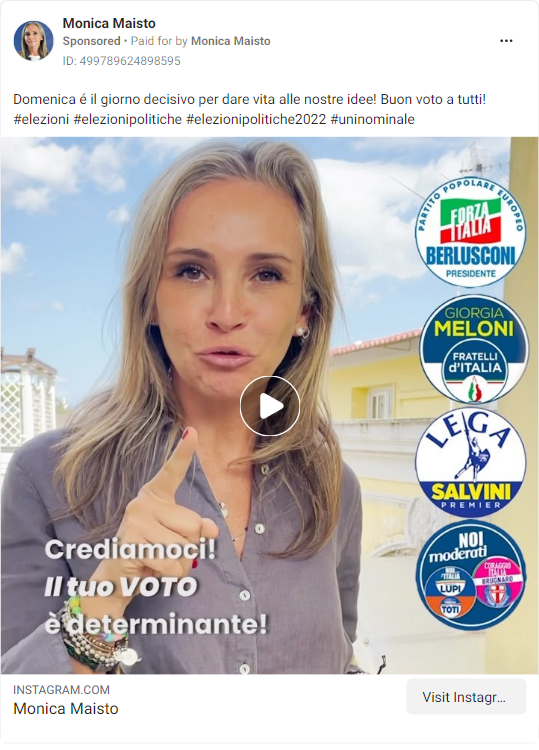 Monica Maisto
Sponsored • Paid for by Monica Maisto
ID: 499789624898595
Domenica é il giorno decisivo per dare vita alle nostre idee! Buon voto a tutti!
#elezioni #elezionipolitiche #elezionipolitiche2022 #uninominale
PARTITO POPOLARE EUROPEO
FORZA
ITALIA
BERLUSCONI
PRESIDENTE
GIORGIA
MELONI
FRATELLI
d'ITALIA
LEGA
SALVINI
PREMIER
NOI
moderati
NOI
L'ITALIA
CORAGGIO
ITALIA
BRUGNARO
LUPI
TOTI
Crediamoci!
Il tuo VOTO
è determinante!
INSTAGRAM.COM
Monica Maisto
Visit Instagr...